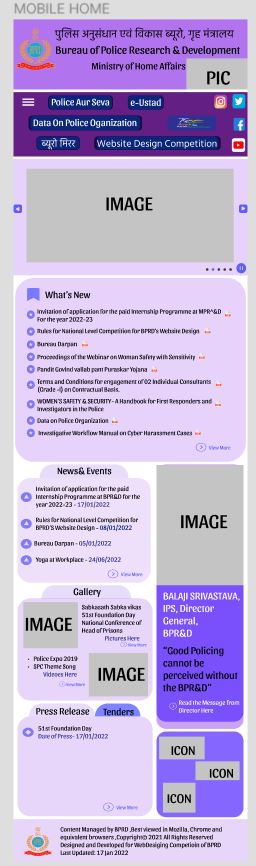 MOBILE HOME
पुलिस अनुसंधान एवं विकास ब्यूरो, गृह मंत्रालय
Bureau of Police Research & Development
Ministry of Home Affairs
PIC
Police Aur Seva
e-Ustad
Data On Police Oganization
ब्यूरो मिरर
Website Design Competition
IMAGE
What's New
Invitation of application for the paid Internship Programme at MPR^&D
For the year 2022-23
Rules for National Level Competition for BPRD's Website Design
Bureau Darpan
Proceedings of the Webinar on Woman Safety with Sensitivity
Pandit Govind vallab pant Puraskar Yojana
Terms and Conditions for engagement of 02 Individual Consultants
(Grade -I) on Contractual Basis.
WOMEN'S SAFETY & SECURITY- A Handbook for First Responders and
Investigators in the Police
Data on Police Organization
Investigative Workflow Manual on Cyber Harassment Cases
View More
News& Events
Invitation of application for the paid
Internship Programme at BPR&D for the
year 2022-23 - 17/01/2022
Rules for National Level Competition for
BPRD'S Website Design - 08/01/2022
Bureau Darpan - 05/01/2022
Yoga at Workplace - 24/06/2022
View More
IMAGE
BALAJI SRIVASTAVA,
IPS, Director
General,
BPR&D
"Good Policing
cannot be
perceived without
the BPR&D"
Read the Message from
Director Here
Gallery
IMAGE
Sabkasath Sabka vikas
51st Foundation Day
National Conference of
Head of Prisons
Pictures Here
View More
Police Expo 2019
SPC Theme Song
Videoes Here
View More
IMAGE
Press Release
Tenders
51st Foundation Day
Date of Press- 17/01/2022
View More
ICON
ICON
ICON
Content Managed by BPRD ,Best viewed in Mozilla, Chrome and
equivalent browsers ,Copyright@ 2021 All Rights Reserved
Designed and Developed for WebDesiging Comperioin of BPRD
Last Updated: 17 Jan 2022